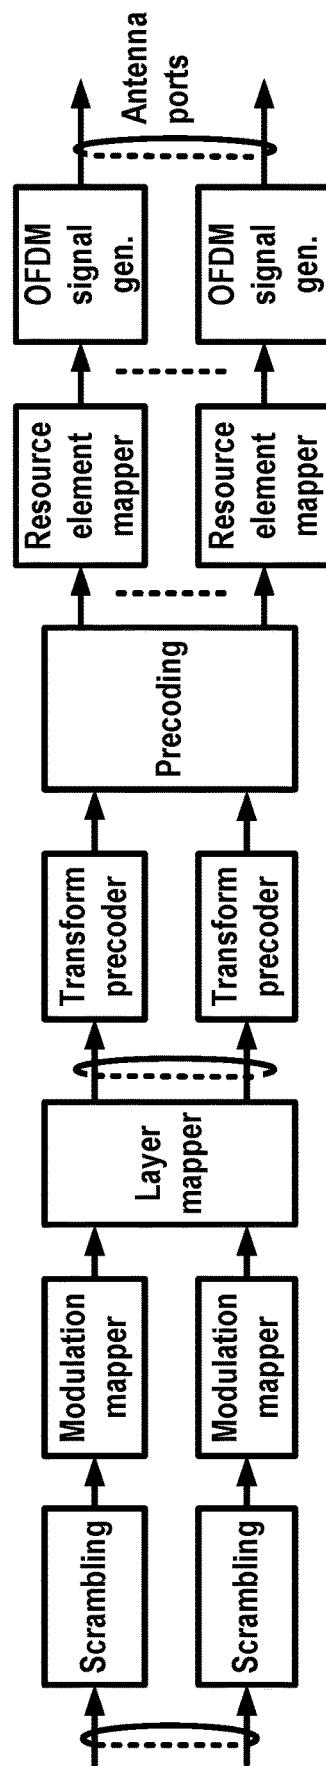 Scrambling
Scrambling
Modulation
mapper
Modulation
mapper
Layer
mapper
Transform
precoder
Transform
precoder
Precoding
Resource
element
mapper
Resource
element
mapper
OFDM
signal
gen.
OFDM
signal
gen.
Antenna
ports